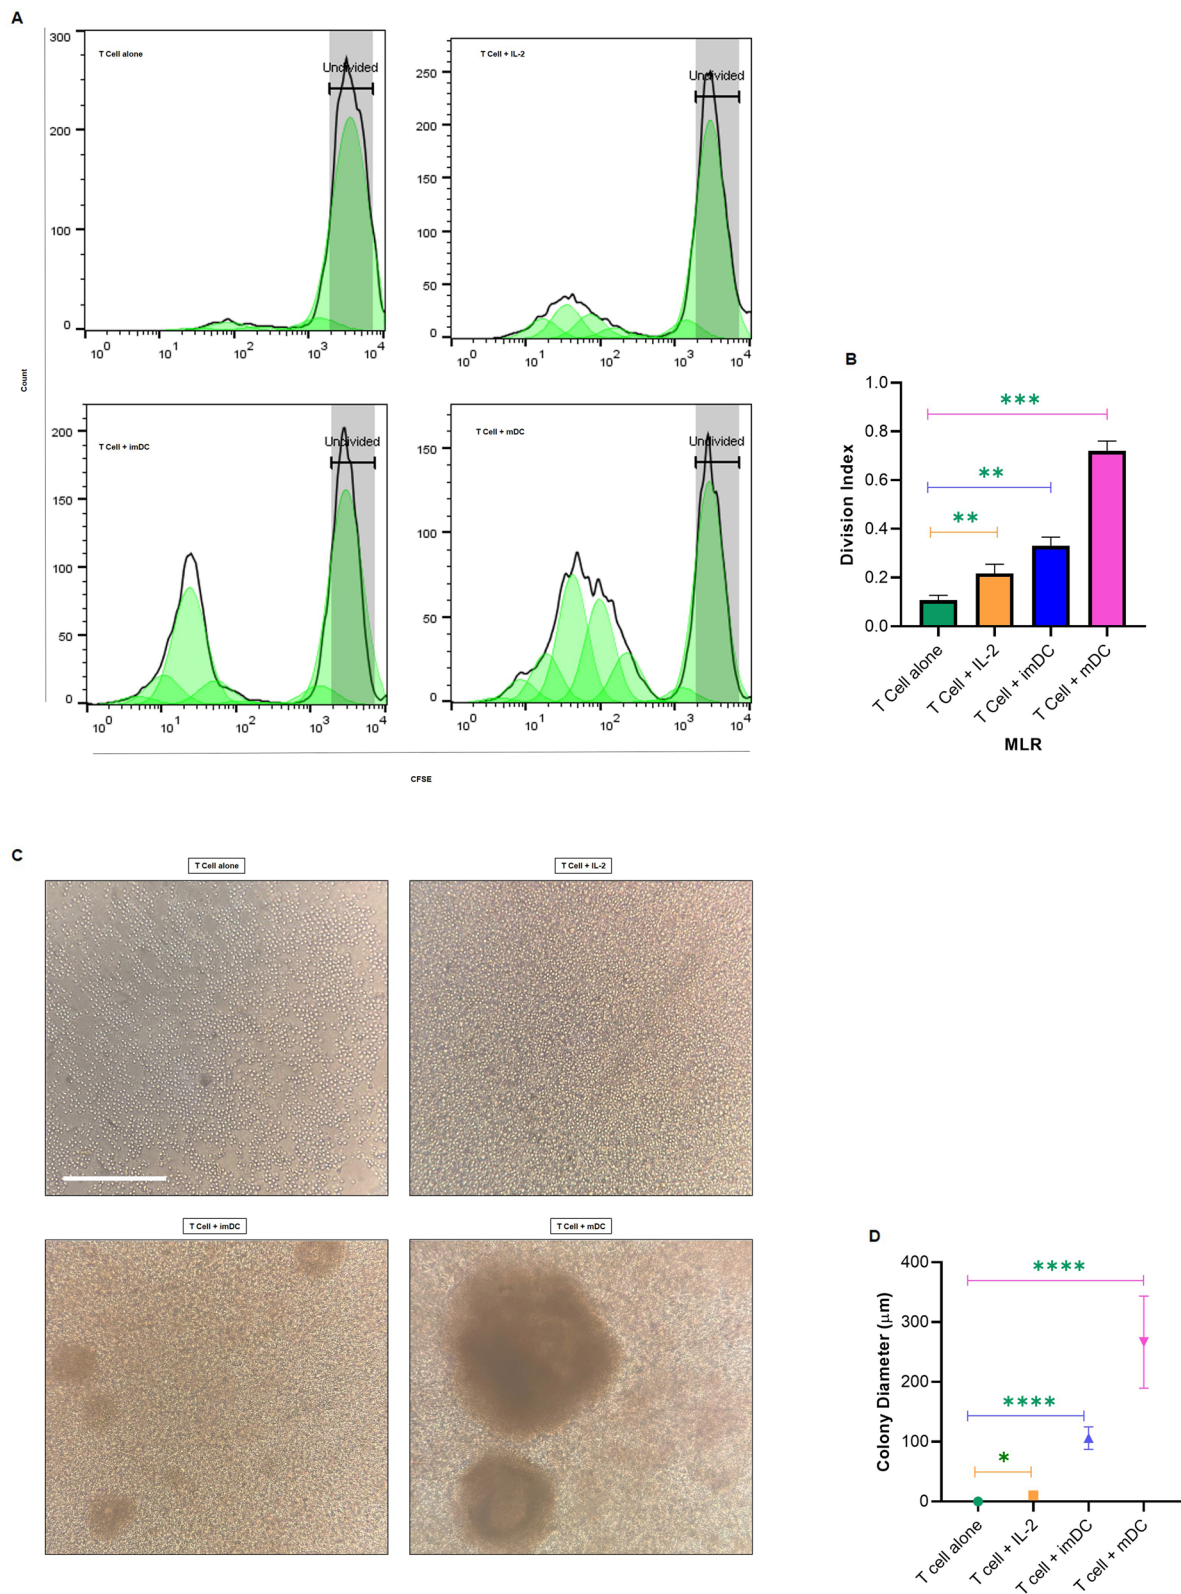 A
T Cell alone
Undivided
300
200
100
0
10^0 10^1 10^2 10^3 10^4
T Cell + IL-2
Undivided
250
200
150
100
50
0
10^0 10^1 10^2 10^3 10^4
Count
T Cell + imDC
Undivided
200
150
100
50
0
10^0 10^1 10^2 10^3 10^4
T Cell + mDC
Undivided
150
100
50
0
10^0 10^1 10^2 10^3 10^4
CFSE
B
Division Index
1.0
0.8
0.6
0.4
0.2
0.0
***
**
**
T Cell alone
T Cell + IL-2
T Cell + imDC
T Cell + mDC
MLR
C
T Cell alone
T Cell + IL-2
T Cell + imDC
T Cell + mDC
D
Colony Diameter (μm)
400
300
200
100
0
****
****
*
T cell alone
T cell + IL-2
T cell + imDC
T cell + mDC